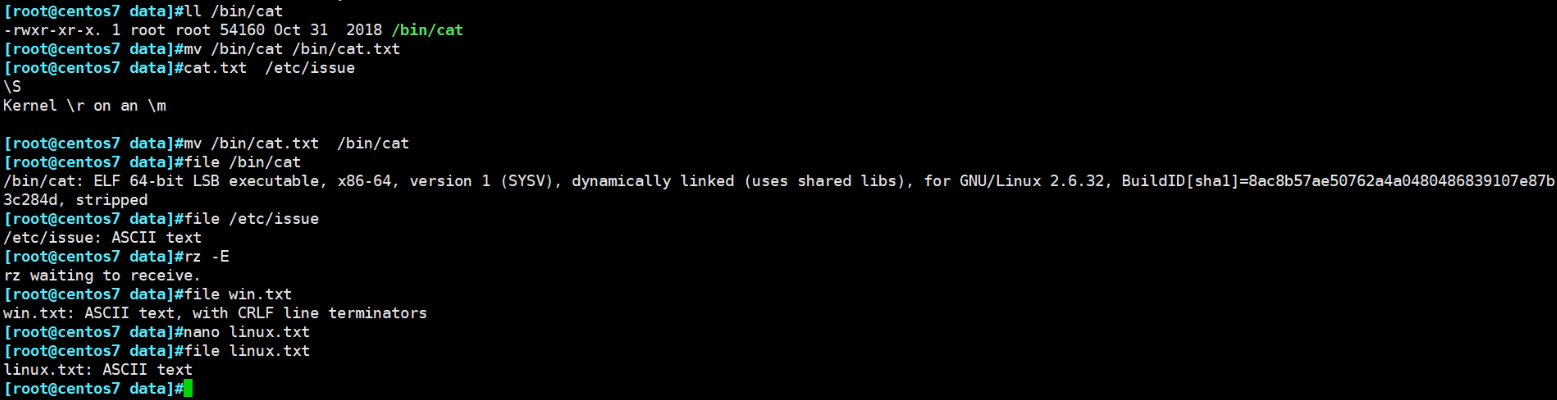 [root@centos7 data]#ll /bin/cat
-rwxr-xr-x. 1 root root 54160 Oct 31  2018 /bin/cat
[root@centos7 data]#mv /bin/cat /bin/cat.txt
[root@centos7 data]#cat.txt  /etc/issue
\S
Kernel \r on an \m

[root@centos7 data]#mv /bin/cat.txt  /bin/cat
[root@centos7 data]#file /bin/cat
/bin/cat: ELF 64-bit LSB executable, x86-64, version 1 (SYSV), dynamically linked (uses shared libs), for GNU/Linux 2.6.32, BuildID[sha1]=8ac8b57ae50762a4a0480486839107e87b
3c284d, stripped
[root@centos7 data]#file /etc/issue
/etc/issue: ASCII text
[root@centos7 data]#rz -E
rz waiting to receive.
[root@centos7 data]#file win.txt
win.txt: ASCII text, with CRLF line terminators
[root@centos7 data]#nano linux.txt
[root@centos7 data]#file linux.txt
linux.txt: ASCII text
[root@centos7 data]#